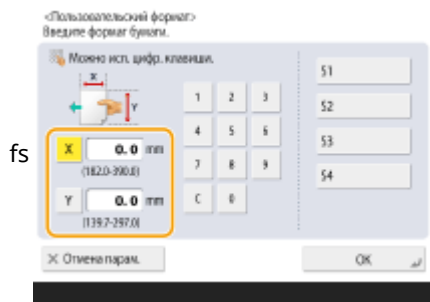 <Пользовательский формат>
Введите формат бумаги.
Можно исп. цифр. клавиши.
X
Y
fs
X 0. 0 mm
(182.0-390.0)
Y 0. 0 mm
(139.7-297.0)
1 2 3
4 5 6
7 8 9
C 0
S1
S2
S3
S4
× Отмена парам.
OK